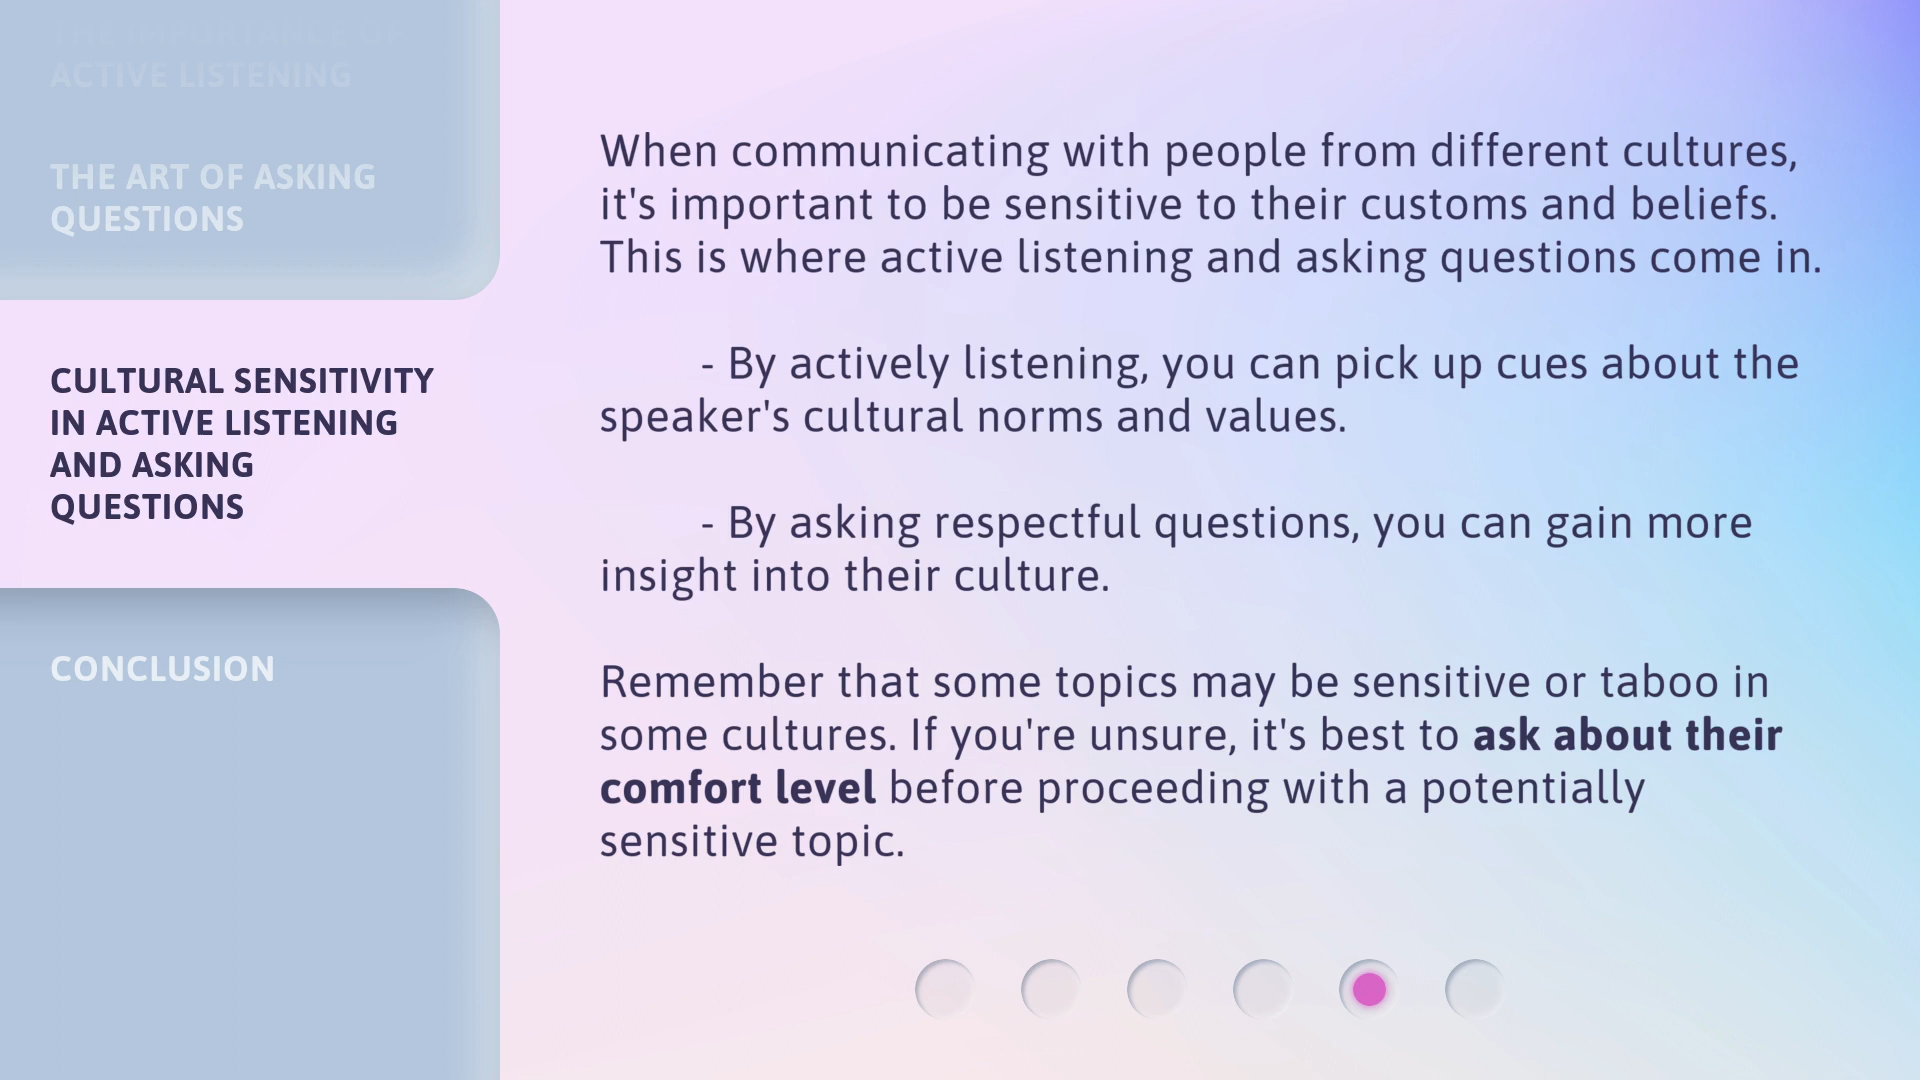 THE IMPORTANCE OF
ACTIVE LISTENING
THE ART OF ASKING
QUESTIONS
CULTURAL SENSITIVITY
IN ACTIVE LISTENING
AND ASKING
QUESTIONS
CONCLUSION
When communicating with people from different cultures,
it's important to be sensitive to their customs and beliefs.
This is where active listening and asking questions come in.
- By actively listening, you can pick up cues about the
speaker's cultural norms and values.
- By asking respectful questions, you can gain more
insight into their culture.
Remember that some topics may be sensitive or taboo in
some cultures. If you're unsure, it's best to ask about their
comfort level before proceeding with a potentially
sensitive topic.